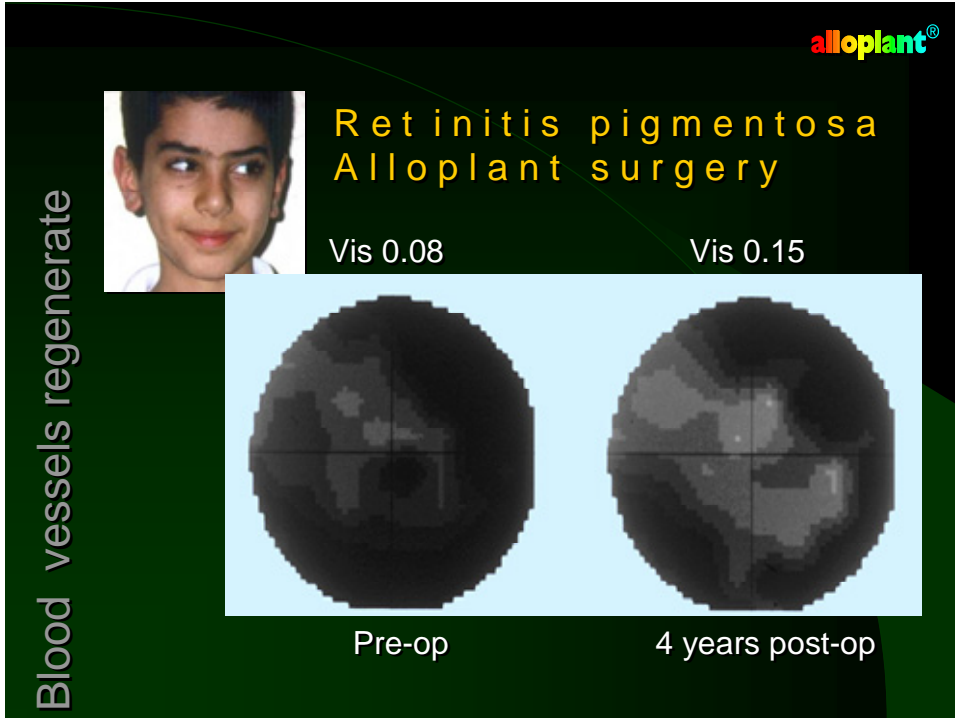 alloplant®
Retinitis pigmentosa
Alloplant surgery
Vis 0.08
Vis 0.15
Blood vessels regenerate
Pre-op
4 years post-op